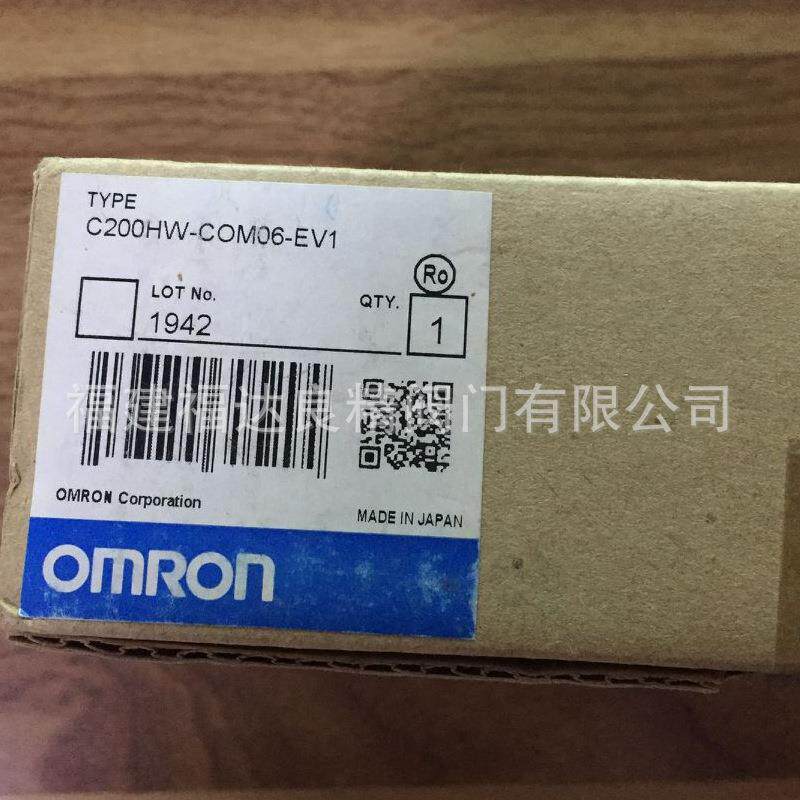 TYPE
C200HW-COM06-EV1
Ro
LOT No.
QTY.
1942
1
福建福达良精阀门有限公司
OMRON Corporation
MADE IN JAPAN
OMRON